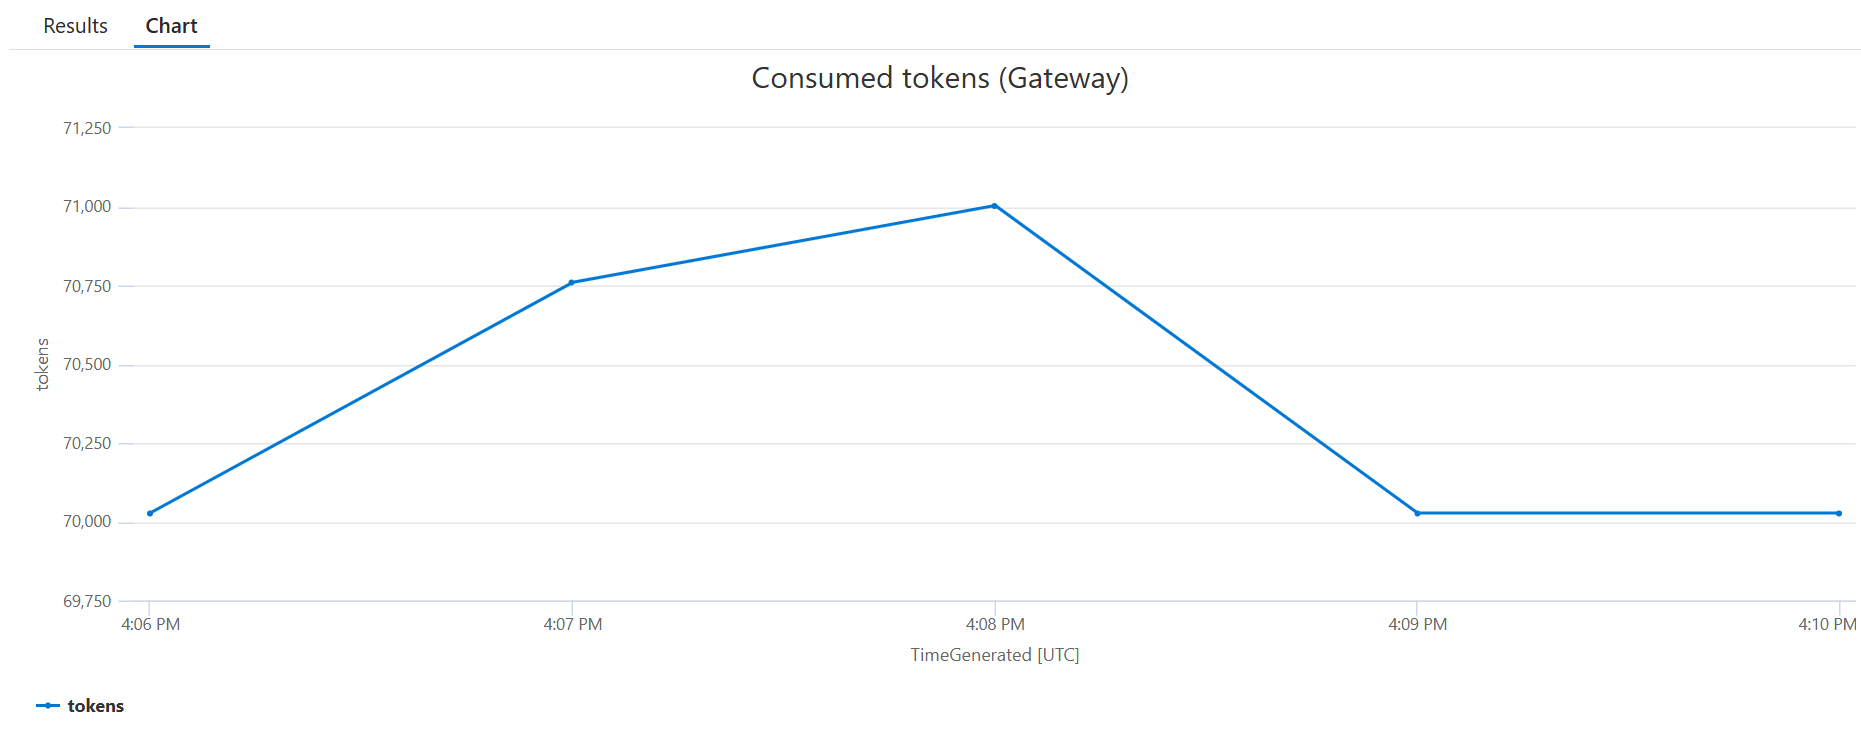 Results Chart
Consumed tokens (Gateway)
71,250
71,000
70,750
70,500
70,250
70,000
69,750
tokens
4:06 PM 4:07 PM 4:08 PM 4:09 PM 4:10 PM
TimeGenerated [UTC]
tokens